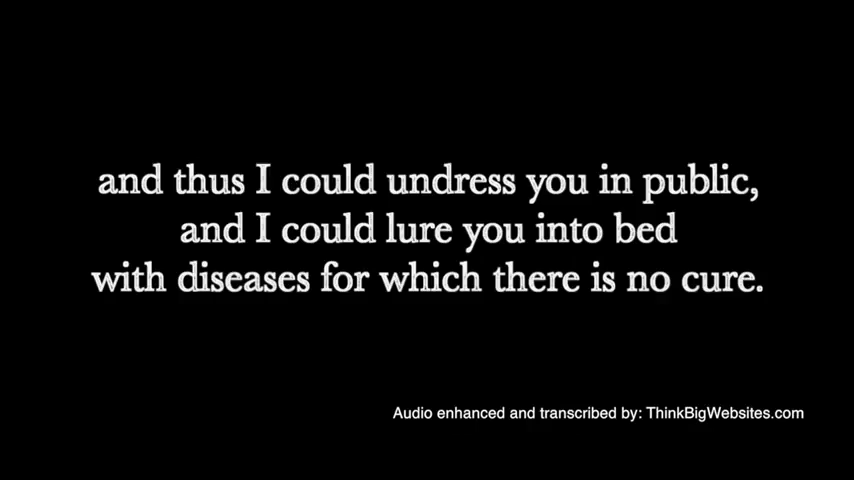 and thus I could undress you in public,
and I could lure you into bed
with diseases for which there is no cure.
Audio enhanced and transcribed by: ThinkBigWebsites.com